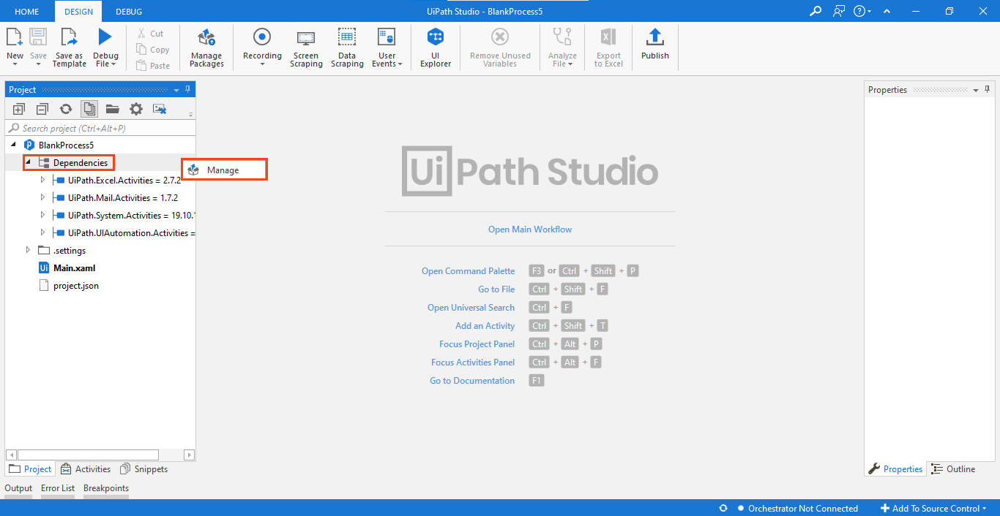 HOME DESIGN DEBUG UiPath Studio - BlankProcess5
New Save Save as Template Debug File
Cut
Copy
Paste
Manage Packages
Recording Screen Scraping Data Scraping User Events
UI Explorer
Remove Unused Variables
Analyze File
Export to Excel
Publish
Project
Search project (Ctrl+Alt+P)
BlankProcess5
Dependencies
Manage
UiPath.Excel.Activities = 2.7.2
UiPath.Mail.Activities = 1.7.2
UiPath.System.Activities = 19.10.1
UiPath.UIAutomation.Activities =
.settings
Ui Main.xaml
project.json
Project Activities Snippets
Output Error List Breakpoints
Ui Path Studio
Open Main Workflow
Open Command Palette F3 or Ctrl + Shift + P
Go to File Ctrl + Shift + F
Open Universal Search Ctrl + F
Add an Activity Ctrl + Shift + T
Focus Project Panel Ctrl + Alt + P
Focus Activities Panel Ctrl + Alt + F
Go to Documentation F1
Properties
Properties Outline
Orchestrator Not Connected Add To Source Control